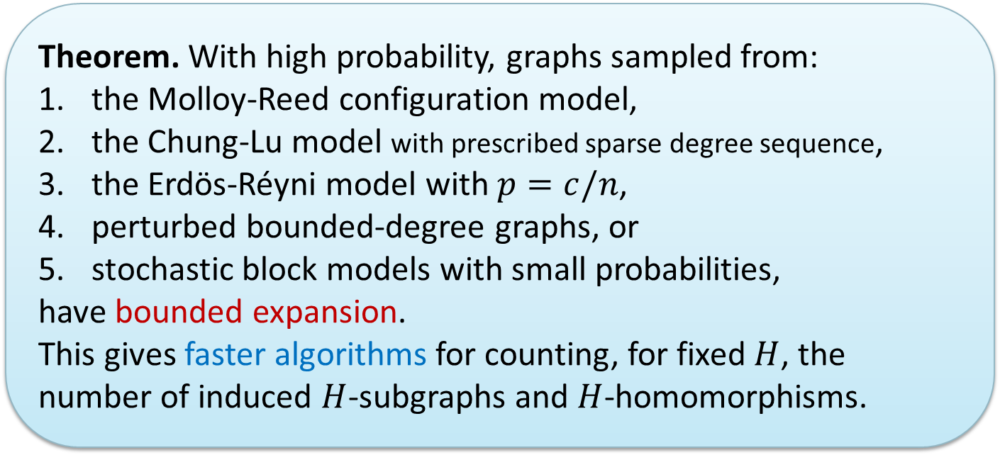 Theorem. With high probability, graphs sampled from:
1. the Molloy-Reed configuration model,
2. the Chung-Lu model with prescribed sparse degree sequence,
3. the Erdös-Réyni model with p = c/n,
4. perturbed bounded-degree graphs, or
5. stochastic block models with small probabilities,
have bounded expansion.
This gives faster algorithms for counting, for fixed H, the
number of induced H-subgraphs and H-homomorphisms.